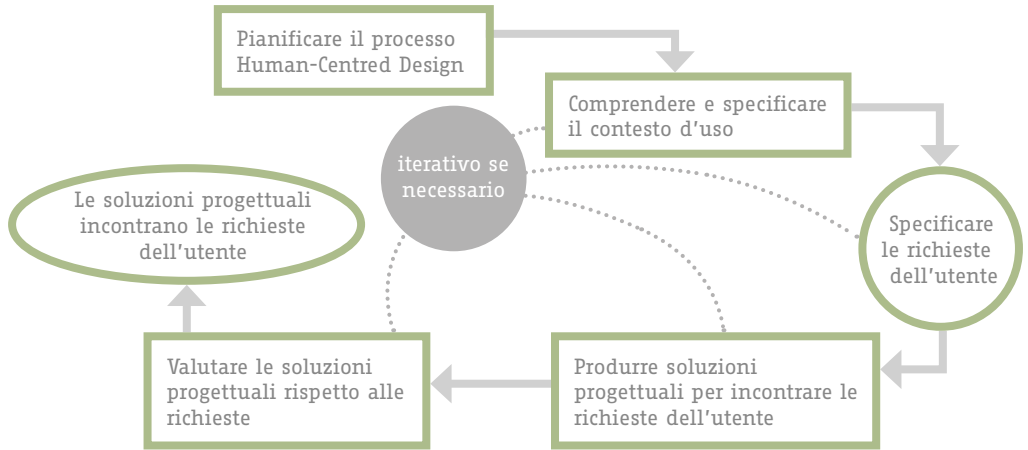 Pianificare il processo
Human-Centred Design
Comprendere e specificare
il contesto d'uso
iterativo se
necessario
Specificare
le richieste
dell'utente
Le soluzioni progettuali
incontrano le richieste
dell'utente
Valutare le soluzioni
progettuali rispetto alle
richieste
Produrre soluzioni
progettuali per incontrare le
richieste dell'utente